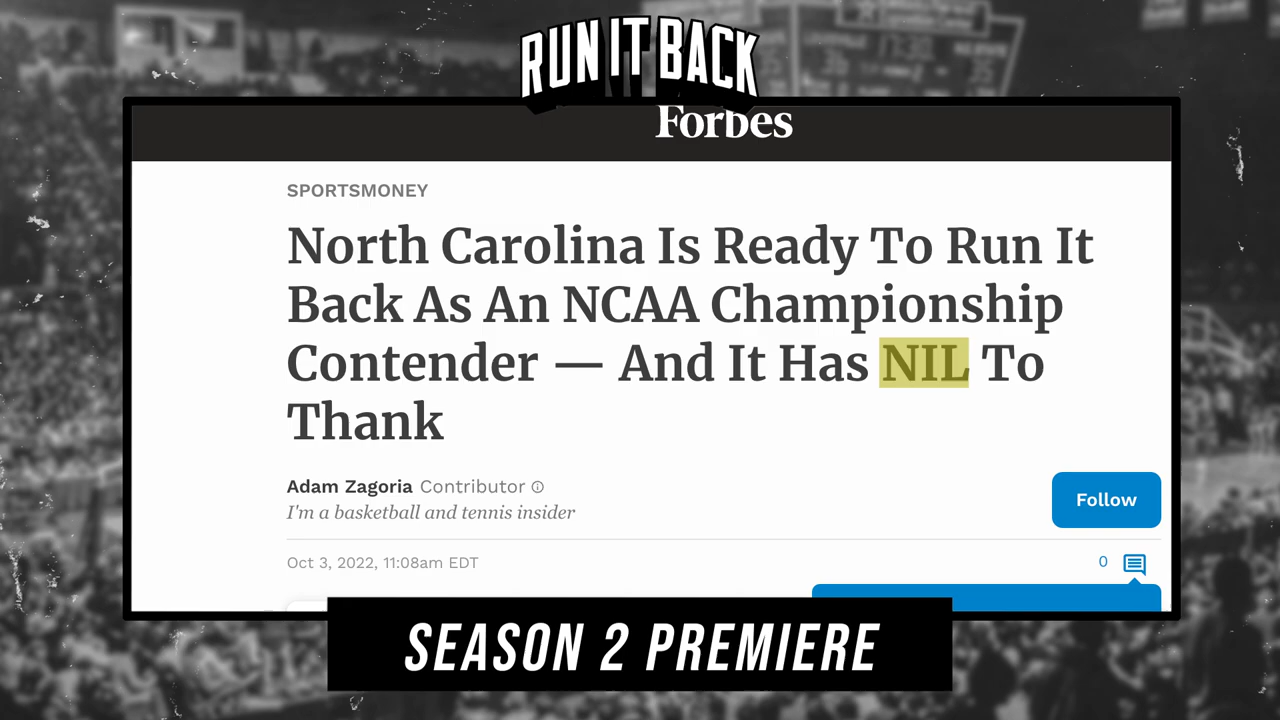 RUN IT BACK
Forbes
SPORTSMONEY
North Carolina Is Ready To Run It
Back As An NCAA Championship
Contender — And It Has NIL To
Thank
Adam Zagoria Contributor
I'm a basketball and tennis insider
Follow
Oct 3, 2022, 11:08am EDT
0
SEASON 2 PREMIERE